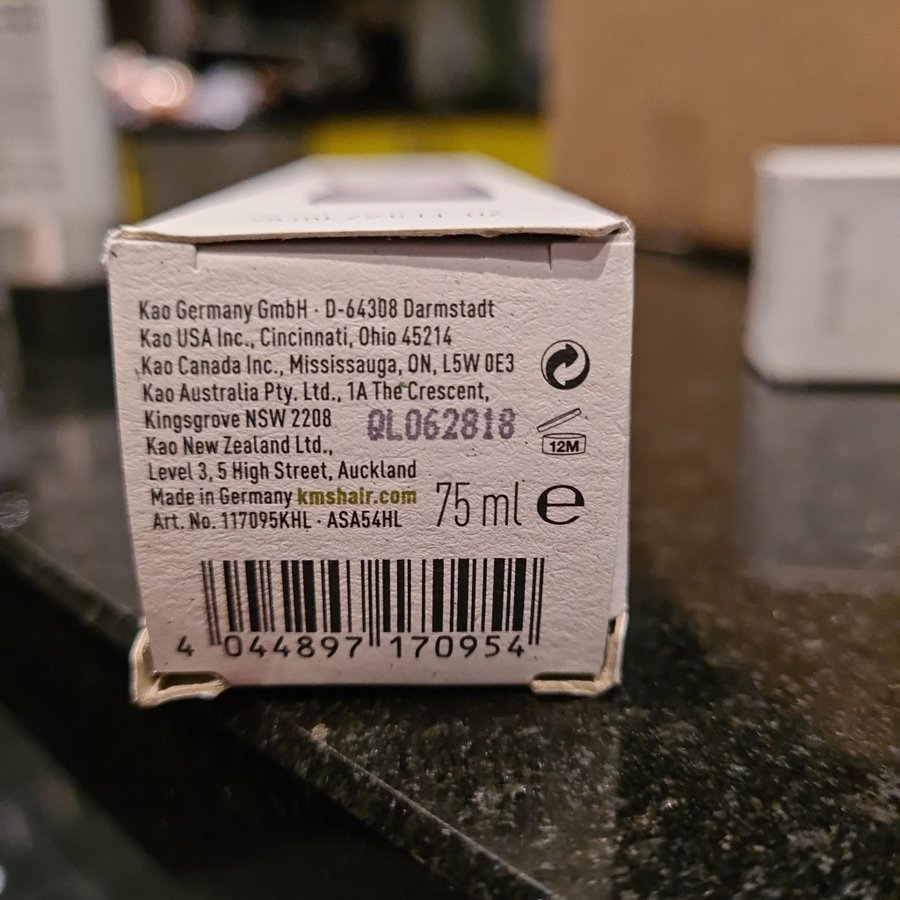 Kao Germany GmbH · D-64308 Darmstadt
Kao USA Inc., Cincinnati, Ohio 45214
Kao Canada Inc., Mississauga, ON, L5W 0E3
Kao Australia Pty. Ltd., 1A The Crescent,
Kingsgrove NSW 2208
QL062818
Kao New Zealand Ltd.,
12M
Level 3, 5 High Street, Auckland
Made in Germany kmshair.com
75 ml e
Art. No. 117095KHL · ASA54HL
4 044897 170954